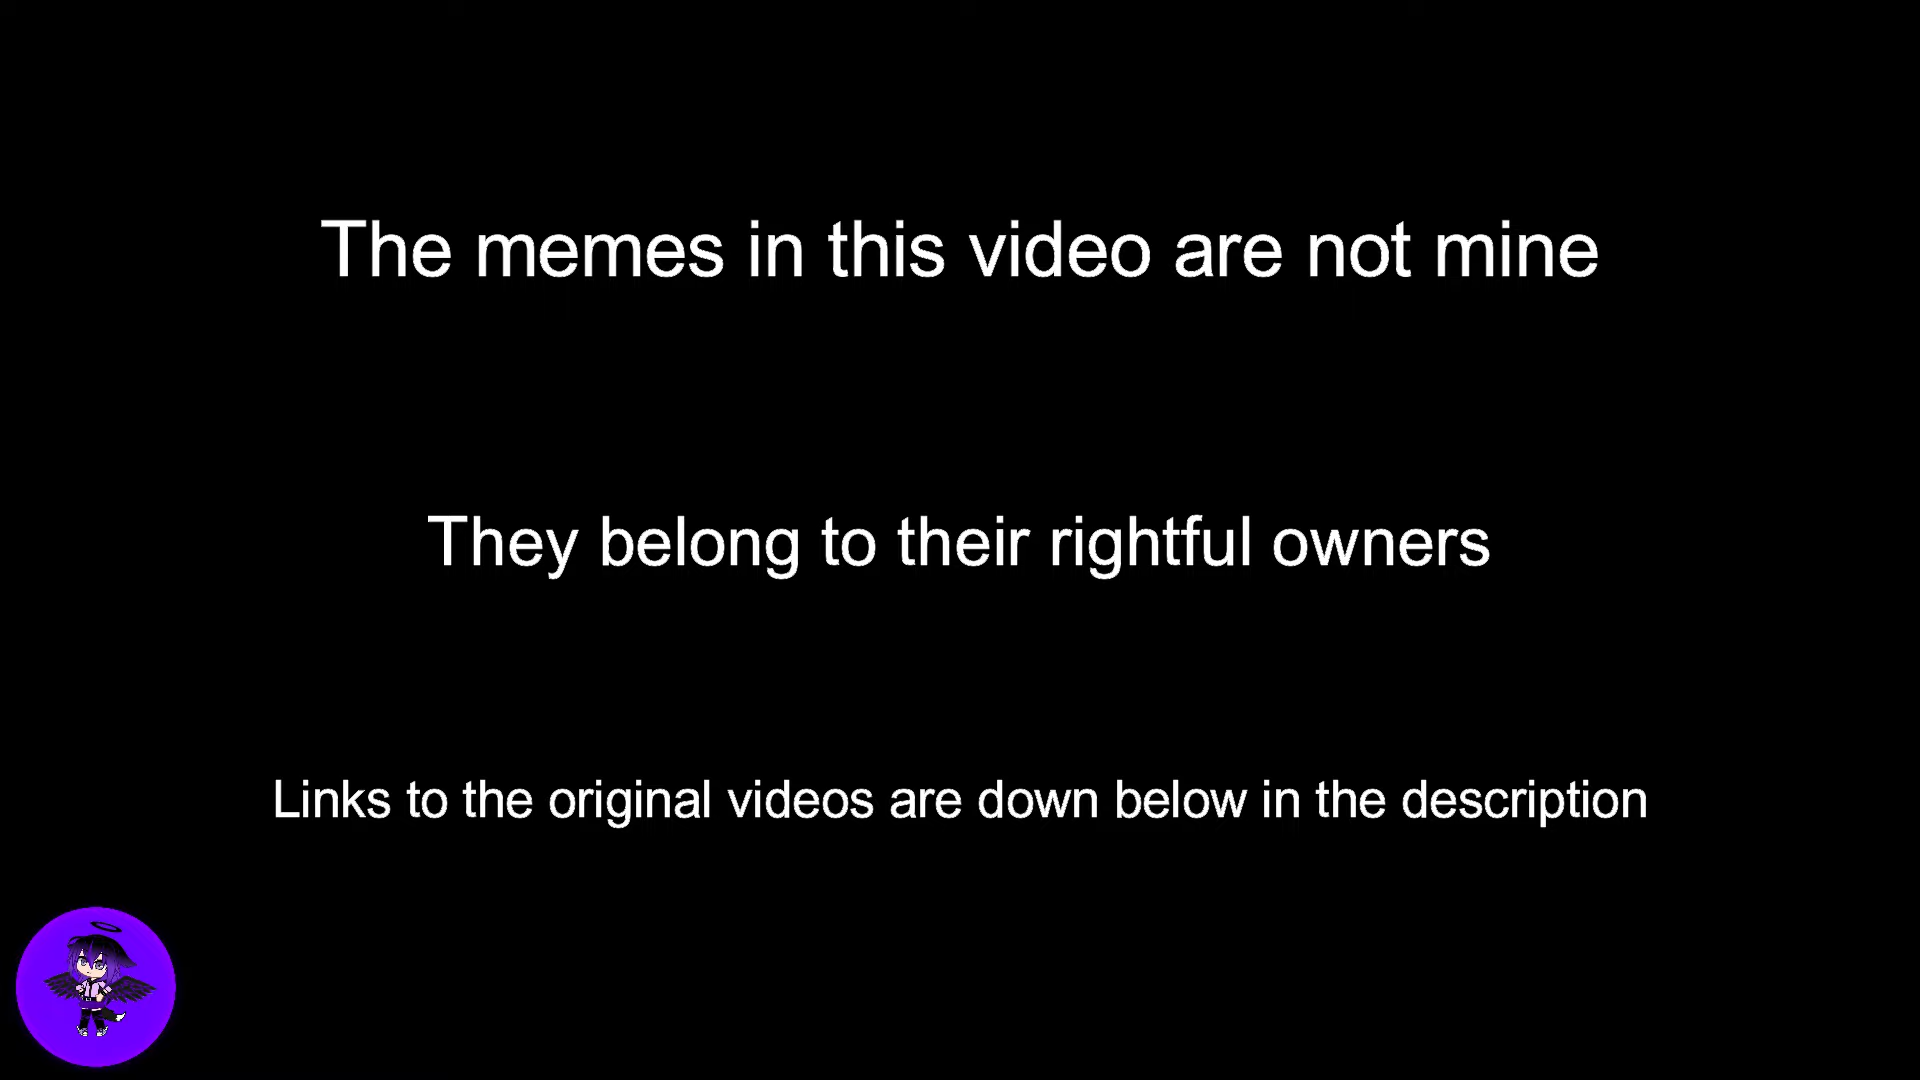 The memes in this video are not mine
They belong to their rightful owners
Links to the original videos are down below in the description